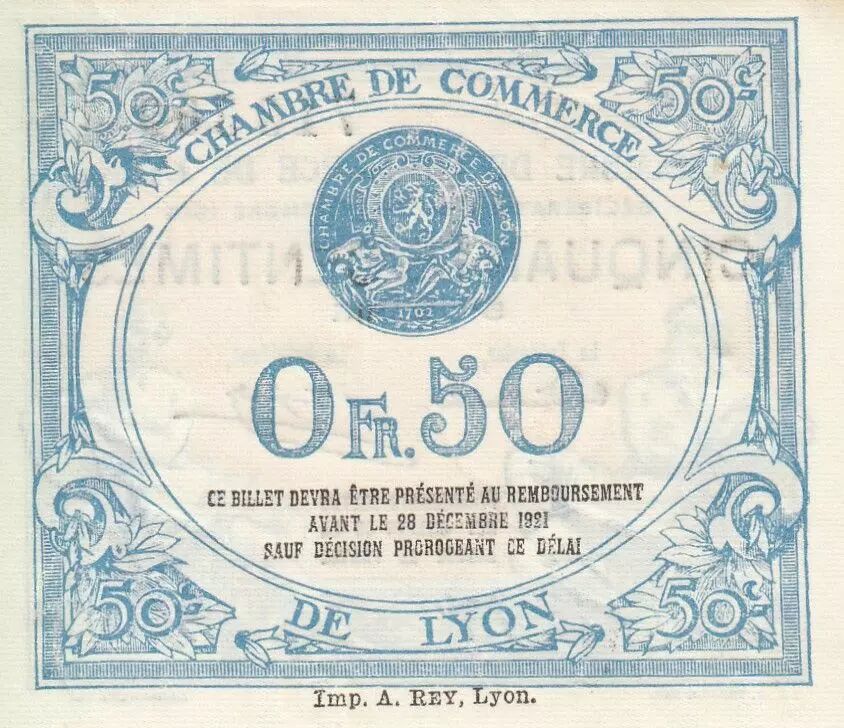 50c. 50c.
CHAMBRE DE COMMERCE
CHAMBRE DE COMMERCE DE LYON
1702
0 FR. 50
CE BILLET DEVRA ÊTRE PRÉSENTÉ AU REMBOURSEMENT
AVANT LE 28 DÉCEMBRE 1921
SAUF DÉCISION PROROGEANT CE DÉLAI
50c. 50c.
DE LYON
Imp. A. REY, Lyon.